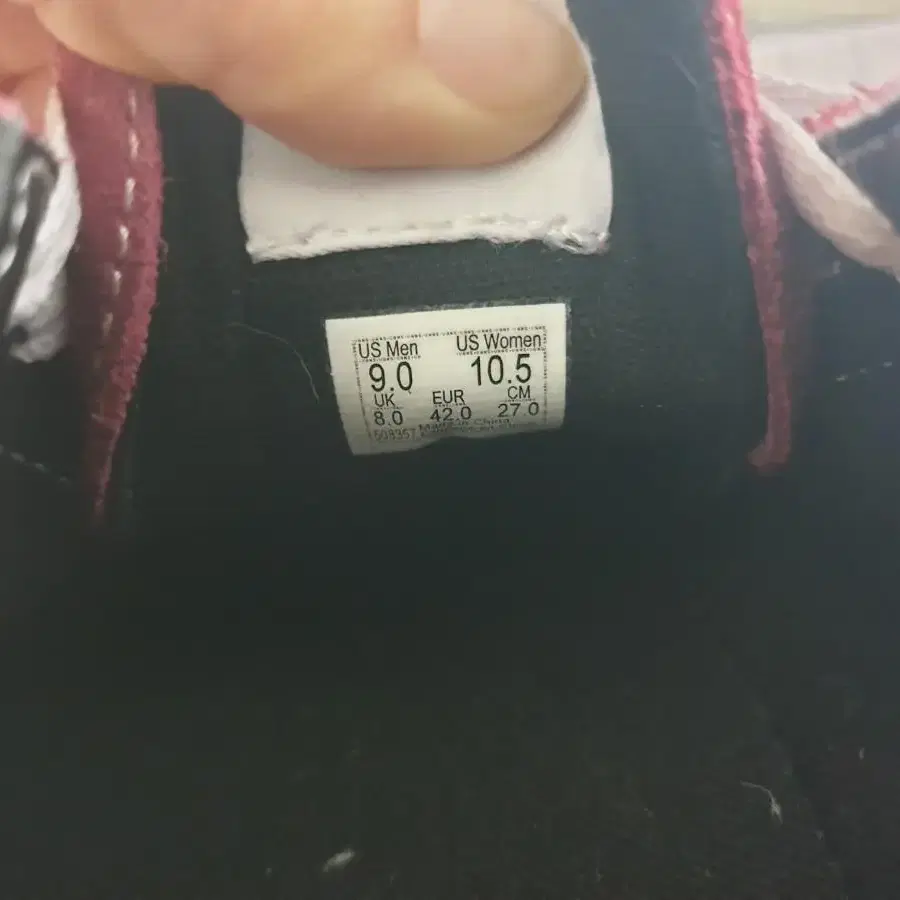 US Men US Women
9.0 10.5
UK EUR CM
8.0 42.0 27.0
Made in China
508357